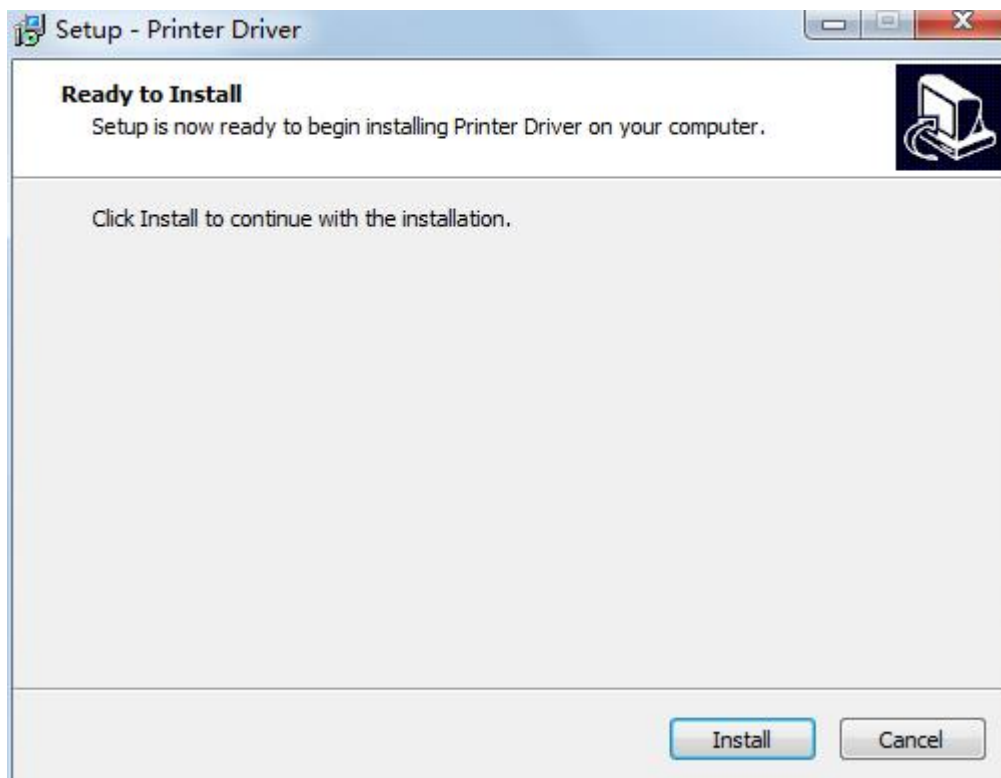 Setup - Printer Driver
Ready to Install
Setup is now ready to begin installing Printer Driver on your computer.
Click Install to continue with the installation.
Install
Cancel